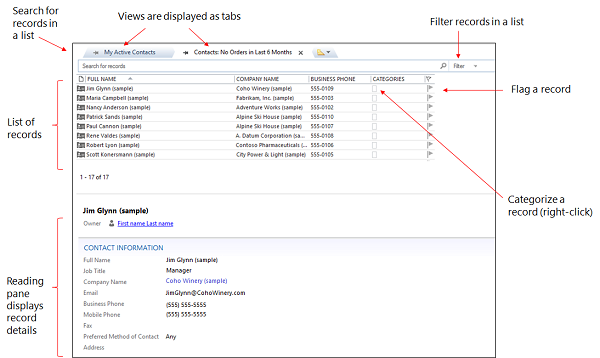 Search for
records in
a list
Views are displayed as tabs
Filter records in a list
My Active Contacts
Contacts: No Orders in Last 6 Months
Search for records
Filter
FULL NAME COMPANY NAME BUSINESS PHONE CATEGORIES
Jim Glynn (sample) Coho Winery (sample) 555-0109
Maria Campbell (sample) Fabrikam, Inc. (sample) 555-0103
Nancy Anderson (sample) Adventure Works (sample) 555-0102
Patrick Sands (sample) Alpine Ski House (sample) 555-0110
Paul Cannon (sample) Alpine Ski House (sample) 555-0107
Rene Valdes (sample) A. Datum Corporation (sa... 555-0108
Robert Lyon (sample) Contoso Pharmaceuticals (... 555-0106
Scott Konersmann (sample) City Power & Light (sample) 555-0105
Flag a record
List of
records
1 - 17 of 17
Categorize a
record (right-click)
Jim Glynn (sample)
Owner First name Last name
CONTACT INFORMATION
Full Name Jim Glynn (sample)
Job Title Manager
Company Name Coho Winery (sample)
Email JimGlynn@CohoWinery.com
Business Phone (555) 555-5555
Mobile Phone (555) 555-5555
Fax
Preferred Method of Contact Any
Address
Reading
pane
displays
record
details